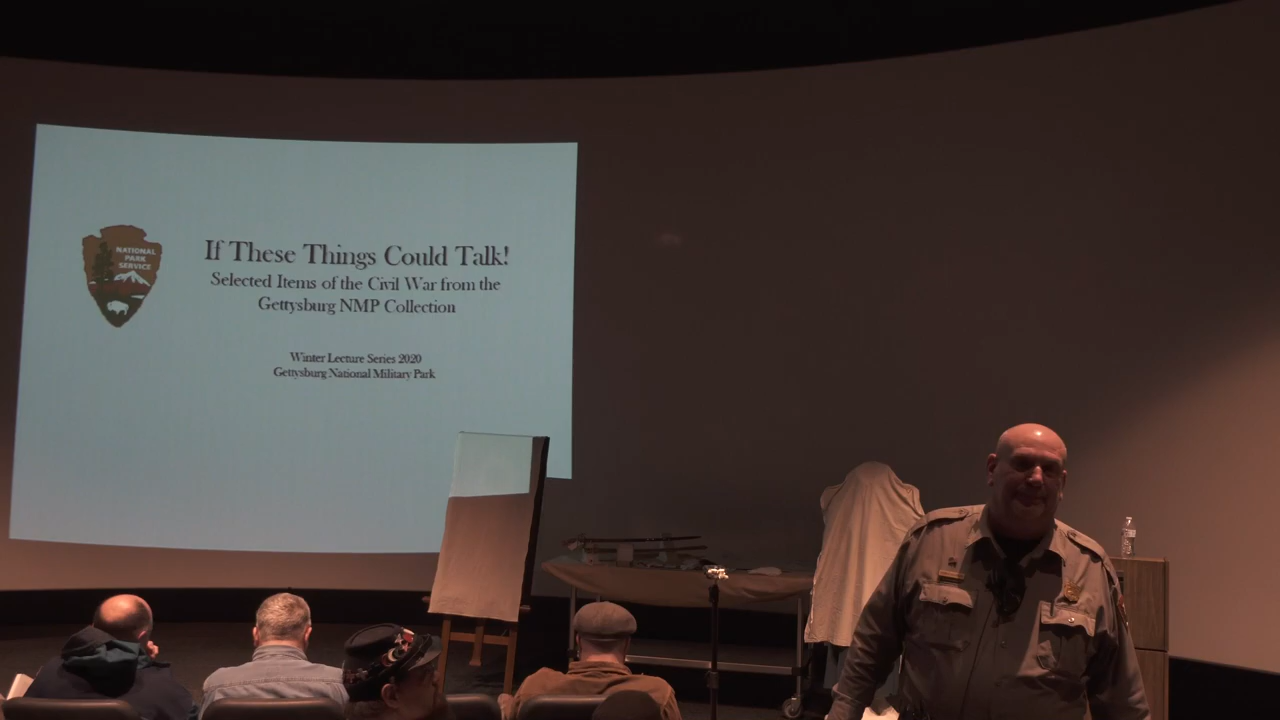 NATIONAL
PARK
SERVICE
If These Things Could Talk!
Selected Items of the Civil War from the
Gettysburg NMP Collection
Winter Lecture Series 2020
Gettysburg National Military Park